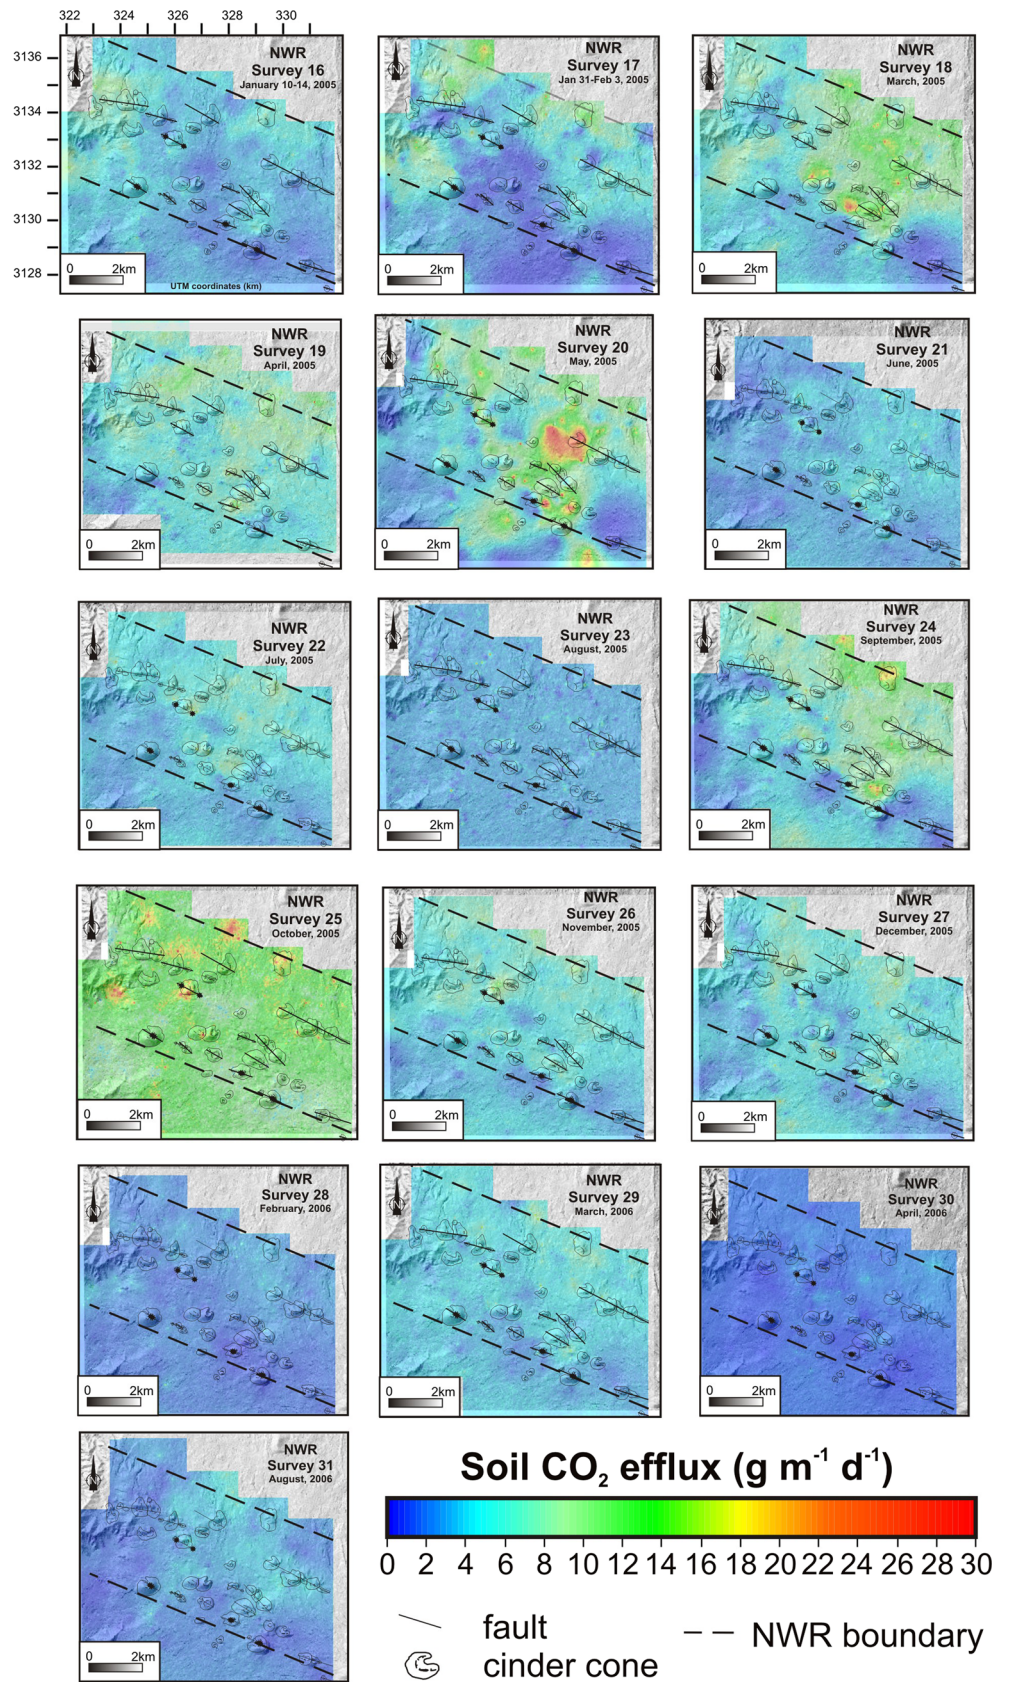 322 324 326 328 330
3136
3134
3132
3130
3128
NWR
Survey 16
January 10-14, 2005
N
0 2km
UTM coordinates (km)
NWR
Survey 17
Jan 31-Feb 3, 2005
N
0 2km
NWR
Survey 18
March, 2005
N
0 2km
NWR
Survey 19
April, 2005
N
0 2km
NWR
Survey 20
May, 2005
N
0 2km
NWR
Survey 21
June, 2005
N
0 2km
NWR
Survey 22
July, 2005
N
0 2km
NWR
Survey 23
August, 2005
N
0 2km
NWR
Survey 24
September, 2005
N
0 2km
NWR
Survey 25
October, 2005
N
0 2km
NWR
Survey 26
November, 2005
N
0 2km
NWR
Survey 27
December, 2005
N
0 2km
NWR
Survey 28
February, 2006
N
0 2km
NWR
Survey 29
March, 2006
N
0 2km
NWR
Survey 30
April, 2006
N
0 2km
NWR
Survey 31
August, 2006
N
0 2km
Soil CO₂ efflux (g m⁻¹ d⁻¹)
0 2 4 6 8 10 12 14 16 18 20 22 24 26 28 30
fault
NWR boundary
cinder cone